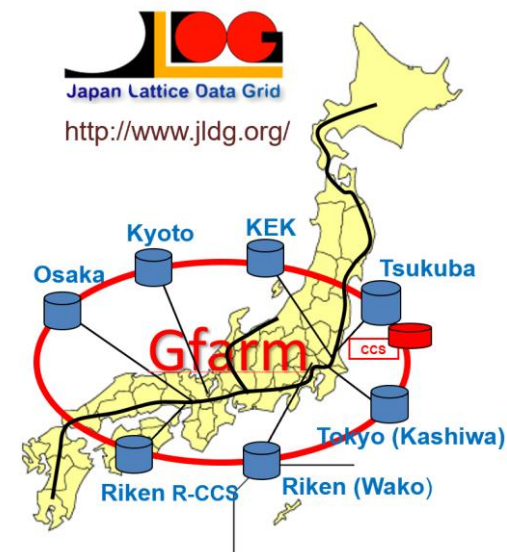 JLDG
Japan Lattice Data Grid
http://www.jldg.org/
Kyoto
KEK
Osaka
Tsukuba
Gfarm
CCS
Tokyo (Kashiwa)
Riken R-CCS
Riken (Wako)